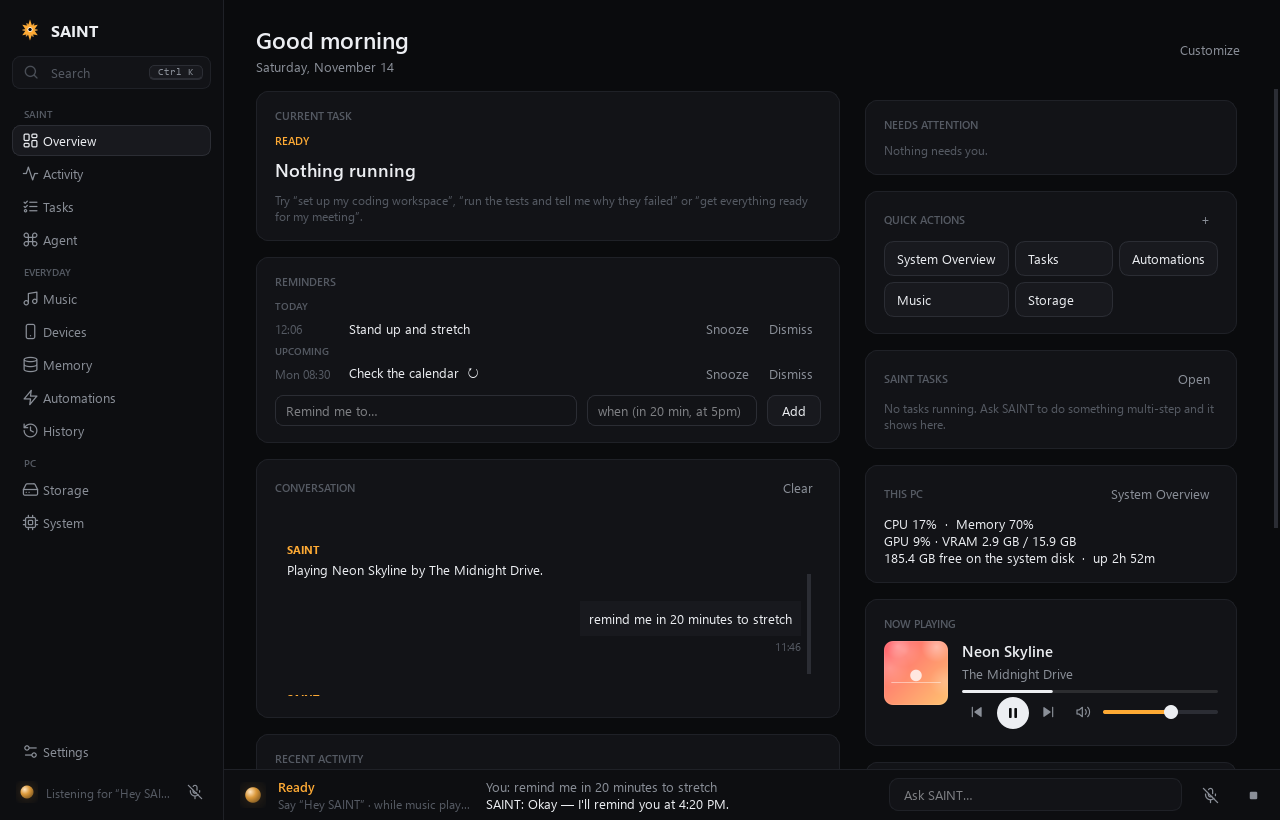 SAINT
Search
Ctrl K
SAINT
Overview
Activity
Tasks
Agent
EVERYDAY
Music
Devices
Memory
Automations
History
PC
Storage
System
Settings
Listening for “Hey SAI...
Good morning
Saturday, November 14
Customize
CURRENT TASK
READY
Nothing running
Try “set up my coding workspace”, “run the tests and tell me why they failed” or “get everything ready
for my meeting”.
REMINDERS
TODAY
12:06 Stand up and stretch Snooze Dismiss
UPCOMING
Mon 08:30 Check the calendar Snooze Dismiss
Remind me to... when (in 20 min, at 5pm) Add
CONVERSATION Clear
SAINT
Playing Neon Skyline by The Midnight Drive.
remind me in 20 minutes to stretch
11:46
RECENT ACTIVITY
NEEDS ATTENTION
Nothing needs you.
QUICK ACTIONS +
System Overview Tasks Automations
Music Storage
SAINT TASKS Open
No tasks running. Ask SAINT to do something multi-step and it
shows here.
THIS PC System Overview
CPU 17% · Memory 70%
GPU 9% · VRAM 2.9 GB / 15.9 GB
185.4 GB free on the system disk · up 2h 52m
NOW PLAYING
Neon Skyline
The Midnight Drive
Ready
Say “Hey SAINT” · while music play...
You: remind me in 20 minutes to stretch
SAINT: Okay — I'll remind you at 4:20 PM.
Ask SAINT...